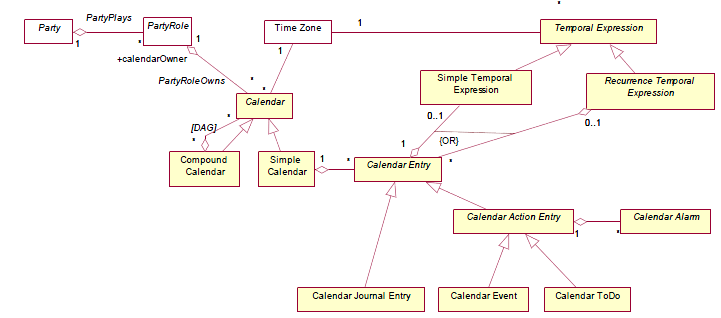 *
PartyPlays
1
1
Party
PartyRole
Time Zone
Temporal Expression
1
*
1
+calendarOwner
1
PartyRoleOwns
*
*
Simple Temporal
Expression
Recurrence Temporal
Expression
Calendar
*
[DAG]
*
0..1
0..1
1
{OR}
Compound
Calendar
Simple
Calendar
1
*
Calendar Entry
*
Calendar Action Entry
1
*
Calendar Alarm
Calendar Journal Entry
Calendar Event
Calendar ToDo